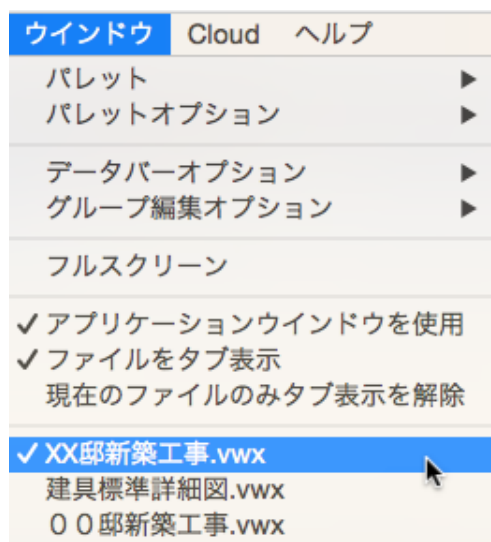 ウインドウ Cloud ヘルプ
パレット ▶
パレットオプション ▶
データバーオプション ▶
グループ編集オプション ▶
フルスクリーン
✓アプリケーションウインドウを使用
✓ファイルをタブ表示
現在のファイルのみタブ表示を解除
✓XX邸新築工事.vwx
建具標準詳細図.vwx
００邸新築工事.vwx